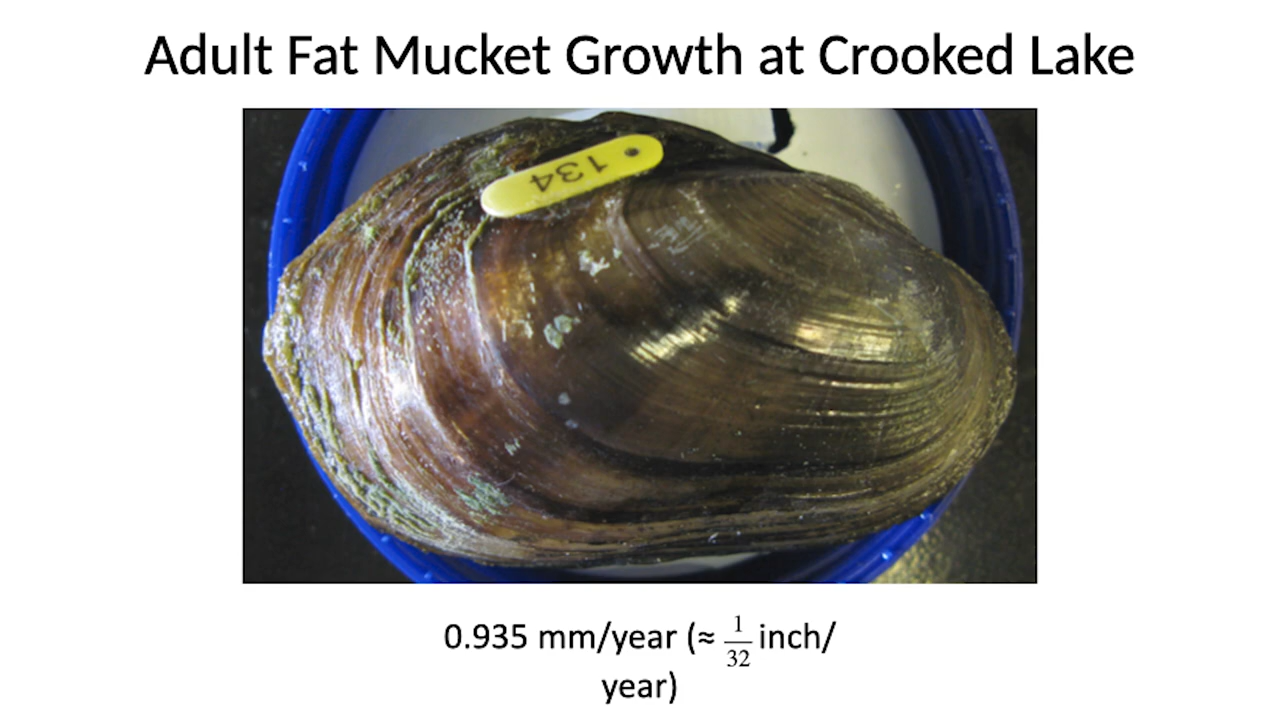 Adult Fat Mucket Growth at Crooked Lake
134
0.935 mm/year (≈ 1/32 inch/
year)